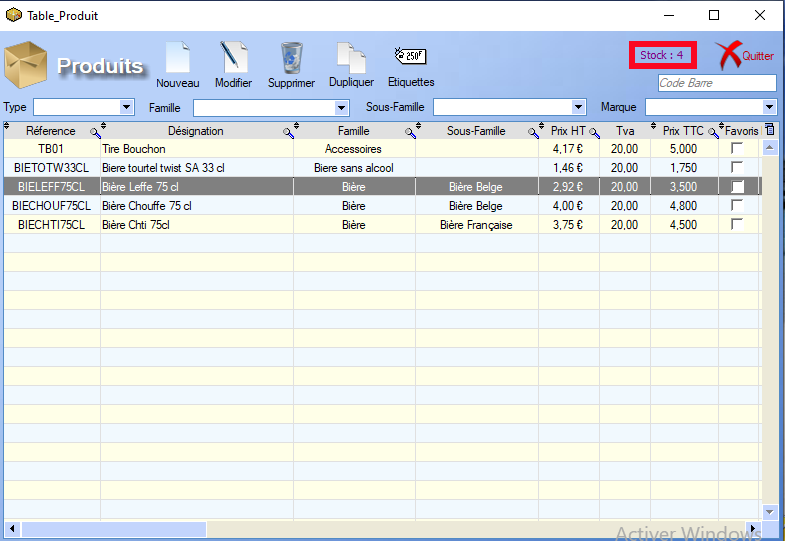 Table_Produit
Produits
Nouveau Modifier Supprimer Dupliquer Etiquettes
250F
Stock : 4
Quitter
Code Barre
Type Famille Sous-Famille Marque
Réference Désignation Famille Sous-Famille Prix HT Tva Prix TTC Favoris
TB01 Tire Bouchon Accessoires 4,17 € 20,00 5,000
BIETOTW33CL Biere tourtel twist SA 33 cl Biere sans alcool 1,46 € 20,00 1,750
BIELEFF75CL Bière Leffe 75 cl Bière Bière Belge 2,92 € 20,00 3,500
BIECHOUF75CL Bière Chouffe 75 cl Bière Bière Belge 4,00 € 20,00 4,800
BIECHTI75CL Bière Chti 75cl Bière Bière Française 3,75 € 20,00 4,500
Activer Windows